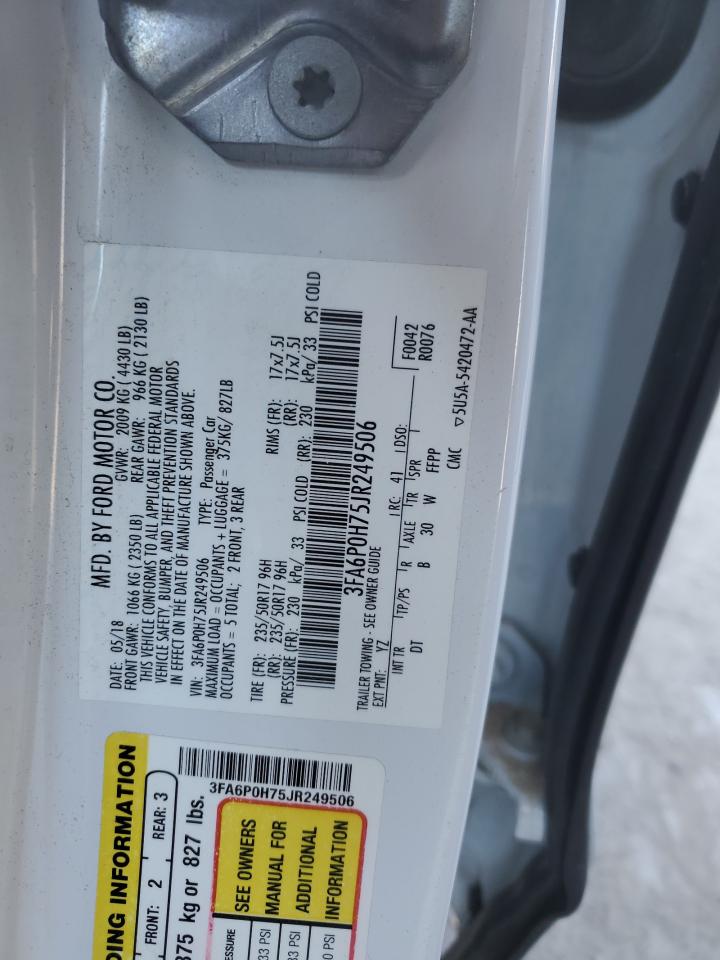 MFD. BY FORD MOTOR CO.
DATE: 05/18 GVWR: 2009 KG ( 4430 LB)
FRONT GAWR: 1066 KG ( 2350 LB) REAR GAWR: 966 KG ( 2130 LB)
THIS VEHICLE CONFORMS TO ALL APPLICABLE FEDERAL MOTOR
VEHICLE SAFETY, BUMPER, AND THEFT PREVENTION STANDARDS
IN EFFECT ON THE DATE OF MANUFACTURE SHOWN ABOVE.
VIN: 3FA6P0H75JR249506 TYPE: Passenger Car
MAXIMUM LOAD = OCCUPANTS + LUGGAGE = 375KG/ 827LB
OCCUPANTS = 5 TOTAL; 2 FRONT, 3 REAR
TIRE (FR): 235/50R17 96H RIMS (FR): 17x7.5J
(RR): 235/50R17 96H (RR): 17x7.5J
PRESSURE (FR): 230 kPa/ 33 PSI COLD (RR): 230 kPa/ 33 PSI COLD
3FA6P0H75JR249506
TRAILER TOWING - SEE OWNER GUIDE
EXT PNT: YZ RC: 41 DSO: F0042
R0076
INT TR TP/PS R AXLE TR SPR
DT B 30 W FFPP
CMC ▽5U5A-5420472-AA
DING INFORMATION
FRONT: 2 REAR: 3
375 kg or 827 lbs.
3FA6P0H75JR249506
SEE OWNERS
MANUAL FOR
ADDITIONAL
INFORMATION
33 PSI